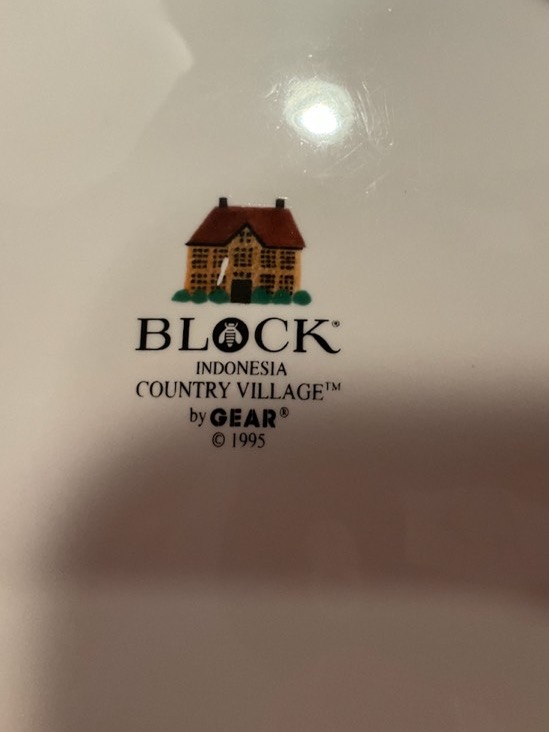 BLOCK®
INDONESIA
COUNTRY VILLAGE™
by GEAR®
© 1995